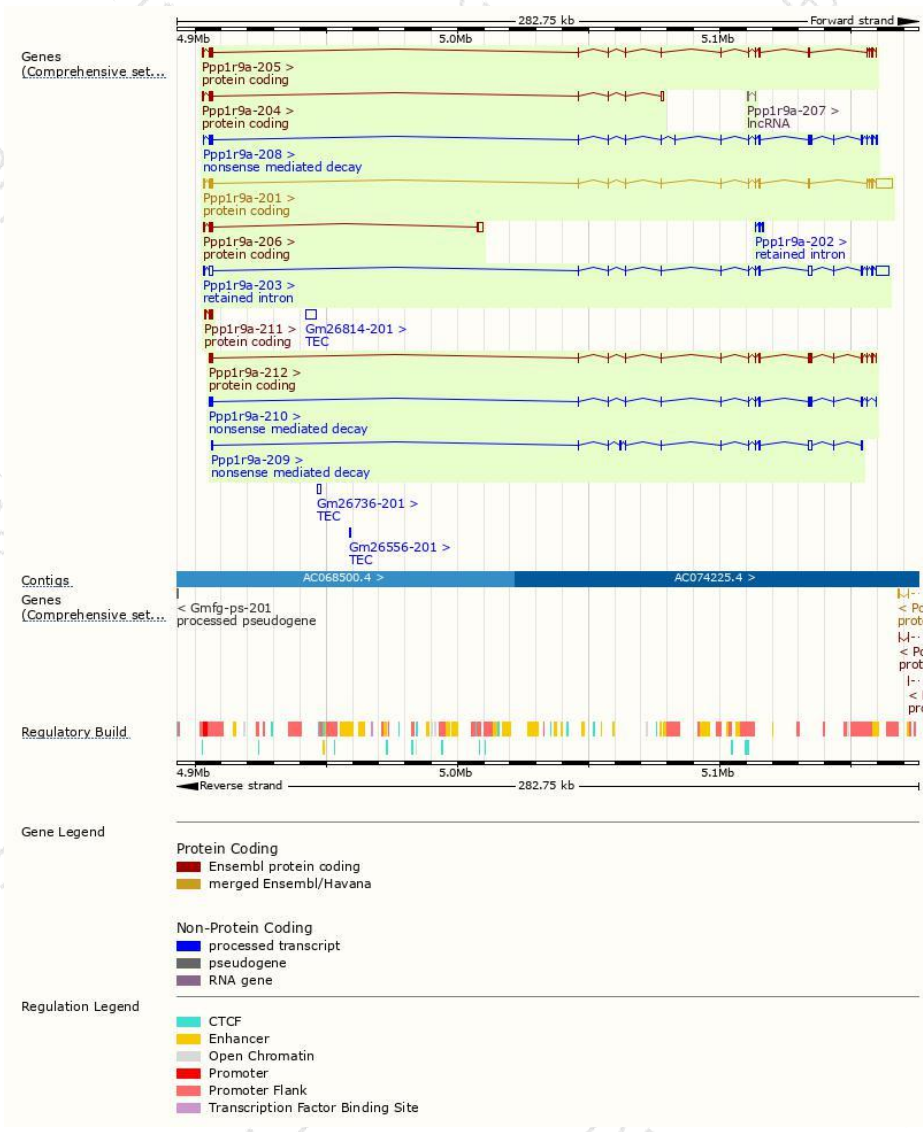 282.75 kb Forward strand
4.9Mb 5.0Mb 5.1Mb
Genes
(Comprehensive set...
Ppp1r9a-205 >
protein coding
Ppp1r9a-204 >
protein coding
Ppp1r9a-207 >
lncRNA
Ppp1r9a-208 >
nonsense mediated decay
Ppp1r9a-201 >
protein coding
Ppp1r9a-206 >
protein coding
Ppp1r9a-202 >
retained intron
Ppp1r9a-203 >
retained intron
Ppp1r9a-211 >
protein coding
Gm26814-201 >
TEC
Ppp1r9a-212 >
protein coding
Ppp1r9a-210 >
nonsense mediated decay
Ppp1r9a-209 >
nonsense mediated decay
Gm26736-201 >
TEC
Gm26556-201 >
TEC
Contigs
AC068500.4 > AC074225.4 >
Genes
(Comprehensive set...
< Gmfg-ps-201
processed pseudogene
< Po
prote
< Po
prot
<
pro
Regulatory Build
4.9Mb 5.0Mb 5.1Mb
Reverse strand 282.75 kb
Gene Legend
Protein Coding
Ensembl protein coding
merged Ensembl/Havana
Non-Protein Coding
processed transcript
pseudogene
RNA gene
Regulation Legend
CTCF
Enhancer
Open Chromatin
Promoter
Promoter Flank
Transcription Factor Binding Site